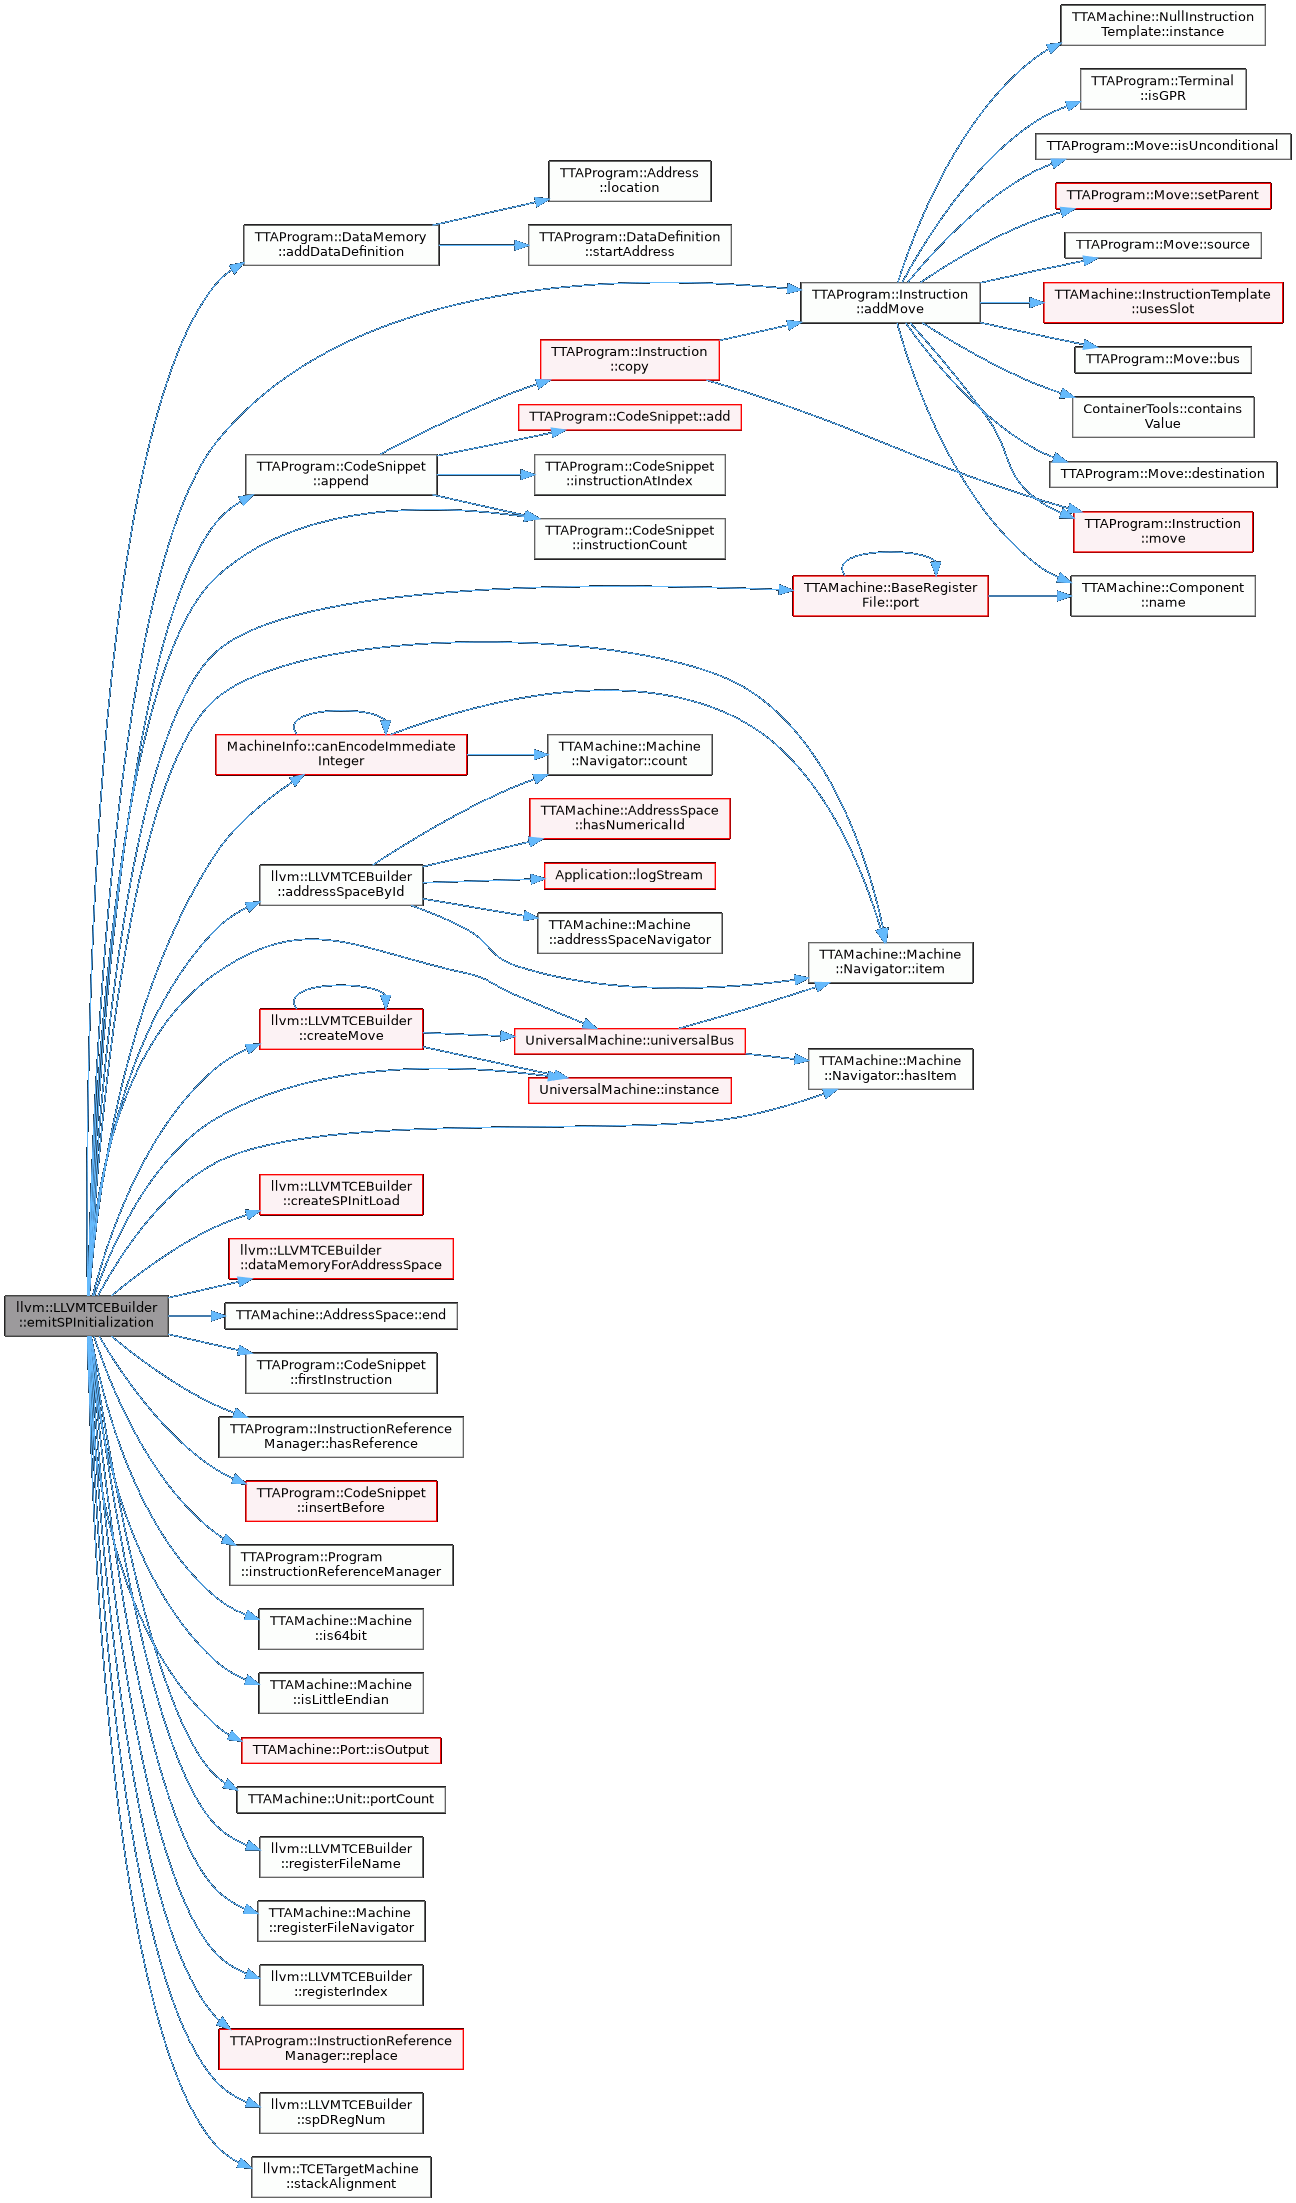 TTAMachine::NullInstruction
Template::instance
TTAProgram::Terminal
::isGPR
TTAProgram::Move::isUnconditional
TTAProgram::Move::setParent
TTAProgram::Move::source
TTAMachine::InstructionTemplate
::usesSlot
TTAProgram::Move::bus
ContainerTools::contains
Value
TTAProgram::Move::destination
TTAProgram::Instruction
::move
TTAMachine::Component
::name
TTAProgram::Instruction
::addMove
TTAMachine::BaseRegister
File::port
TTAMachine::Machine
::Navigator::item
TTAMachine::Machine
::Navigator::hasItem
TTAProgram::Address
::location
TTAProgram::DataDefinition
::startAddress
TTAProgram::Instruction
::copy
TTAProgram::CodeSnippet::add
TTAProgram::CodeSnippet
::instructionAtIndex
TTAProgram::CodeSnippet
::instructionCount
TTAMachine::Machine
::Navigator::count
TTAMachine::AddressSpace
::hasNumericalId
Application::logStream
TTAMachine::Machine
::addressSpaceNavigator
UniversalMachine::universalBus
UniversalMachine::instance
TTAProgram::DataMemory
::addDataDefinition
TTAProgram::CodeSnippet
::append
MachineInfo::canEncodeImmediate
Integer
llvm::LLVMTCEBuilder
::addressSpaceById
llvm::LLVMTCEBuilder
::createMove
llvm::LLVMTCEBuilder
::createSPInitLoad
llvm::LLVMTCEBuilder
::dataMemoryForAddressSpace
TTAMachine::AddressSpace::end
llvm::LLVMTCEBuilder
::emitSPInitialization
TTAProgram::CodeSnippet
::firstInstruction
TTAProgram::InstructionReference
Manager::hasReference
TTAProgram::CodeSnippet
::insertBefore
TTAProgram::Program
::instructionReferenceManager
TTAMachine::Machine
::is64bit
TTAMachine::Machine
::isLittleEndian
TTAMachine::Port::isOutput
TTAMachine::Unit::portCount
llvm::LLVMTCEBuilder
::registerFileName
TTAMachine::Machine
::registerFileNavigator
llvm::LLVMTCEBuilder
::registerIndex
TTAProgram::InstructionReference
Manager::replace
llvm::LLVMTCEBuilder
::spDRegNum
llvm::TCETargetMachine
::stackAlignment